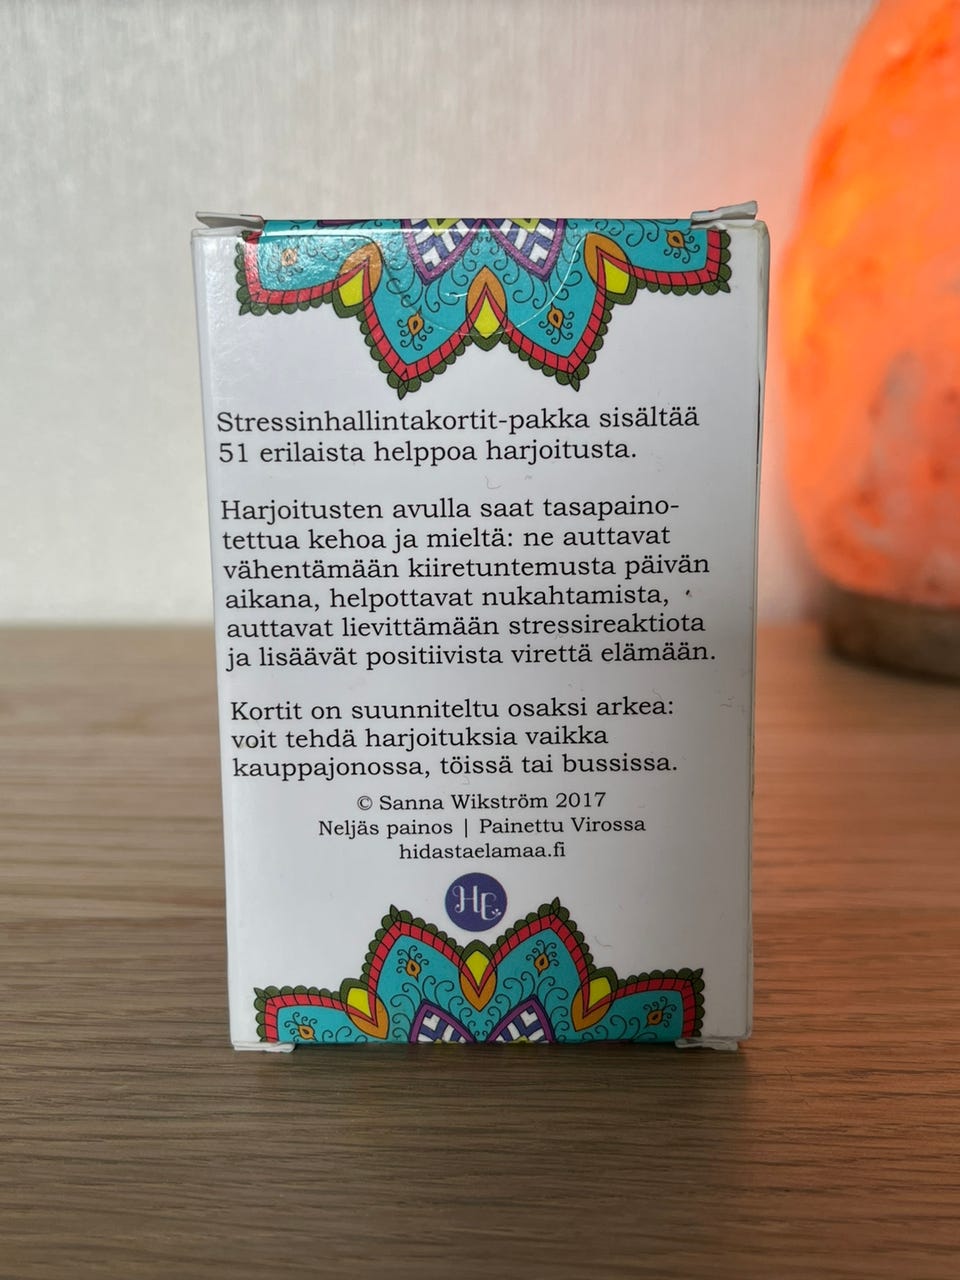 Stressinhallintakortit-pakka sisältää
51 erilaista helppoa harjoitusta.
Harjoitusten avulla saat tasapaino-
tettua kehoa ja mieltä: ne auttavat
vähentämään kiiretuntemusta päivän
aikana, helpottavat nukahtamista,
auttavat lievittämään stressireaktiota
ja lisäävät positiivista virettä elämään.
Kortit on suunniteltu osaksi arkea:
voit tehdä harjoituksia vaikka
kauppajonossa, töissä tai bussissa.
© Sanna Wikström 2017
Neljäs painos | Painettu Virossa
hidastaelamaa.fi
HE